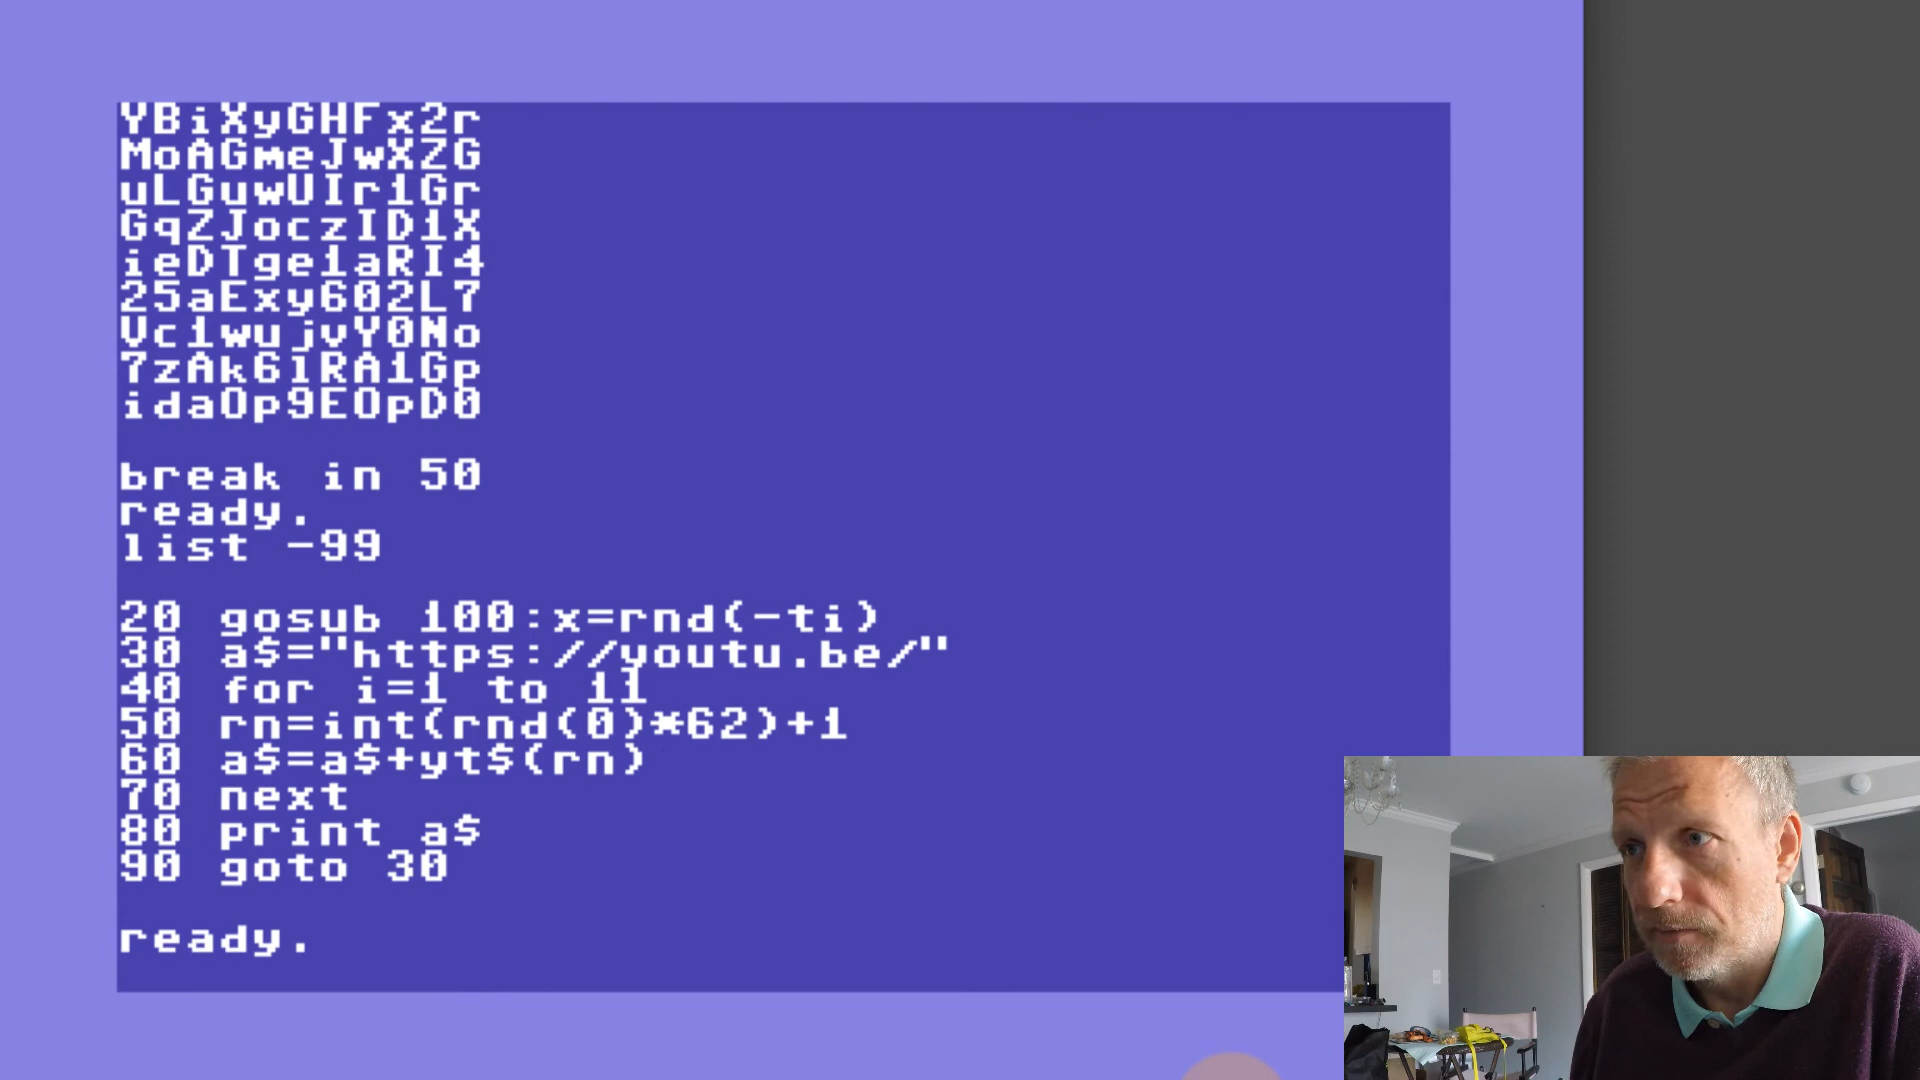 YBiXyGHFx2r
MoAGmeJwXZG
uLGuwUIr1Gr
GqZJoczID1X
ieDTge1aRI4
25aExy602L7
Vc1wujvY0No
7zAk6lRA1Gp
idaOp9EOpD0
break in 50
ready.
list -99
20 gosub 100:x=rnd(-ti)
30 a$="https://youtu.be/"
40 for i=1 to 11
50 rn=int(rnd(0)*62)+1
60 a$=a$+yt$(rn)
70 next
80 print a$
90 goto 30
ready.